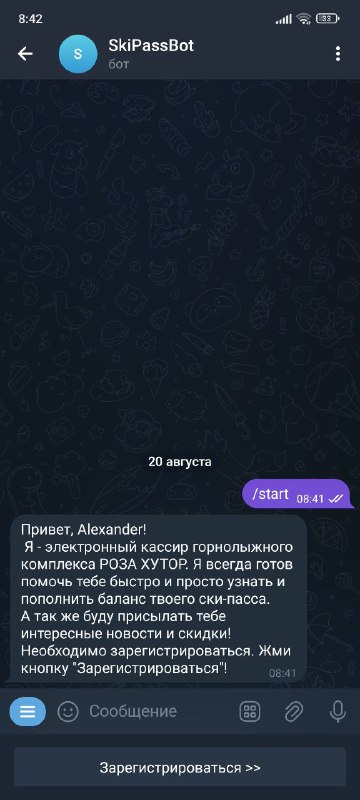 8:42
93
S
SkiPassBot
бот
20 августа
/start 08:41
Привет, Alexander!
Я - электронный кассир горнолыжного
комплекса РОЗА ХУТОР. Я всегда готов
помочь тебе быстро и просто узнать и
пополнить баланс твоего ски-пасса.
А так же буду присылать тебе
интересные новости и скидки!
Необходимо зарегистрироваться. Жми
кнопку "Зарегистрироваться"!
08:41
Сообщение
Зарегистрироваться >>